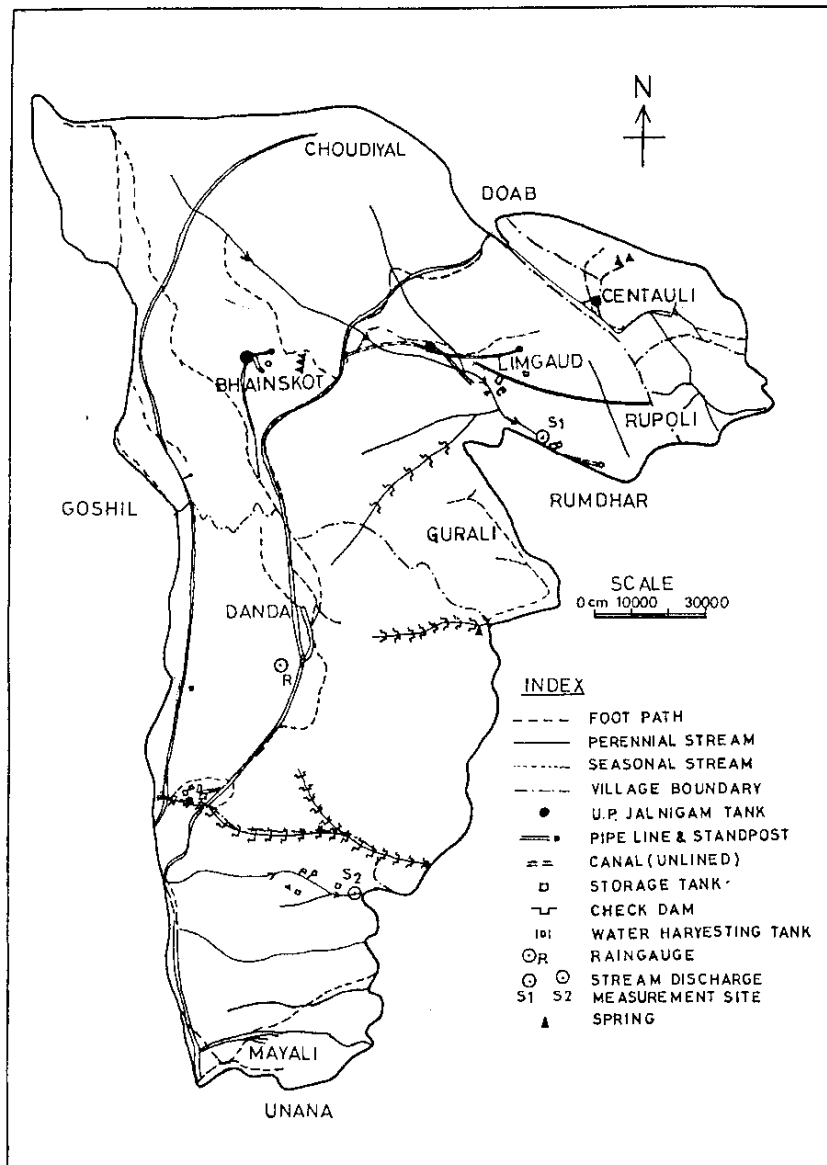 N
CHOUDIYAL
DOAB
CENTAULI
LIMGAUD
BHAINSKOT
RUPOLI
S1
RUMDHAR
GOSHIL
GURALI
SCALE
0 cm 10000 30000
DANDA
R
INDEX
FOOT PATH
PERENNIAL STREAM
SEASONAL STREAM
VILLAGE BOUNDARY
U.P. JALNIGAM TANK
PIPE LINE & STANDPOST
CANAL (UNLINED)
STORAGE TANK
CHECK DAM
WATER HARVESTING TANK
R RAINGAUGE
STREAM DISCHARGE
S1 S2 MEASUREMENT SITE
SPRING
S2
MAYALI
UNANA